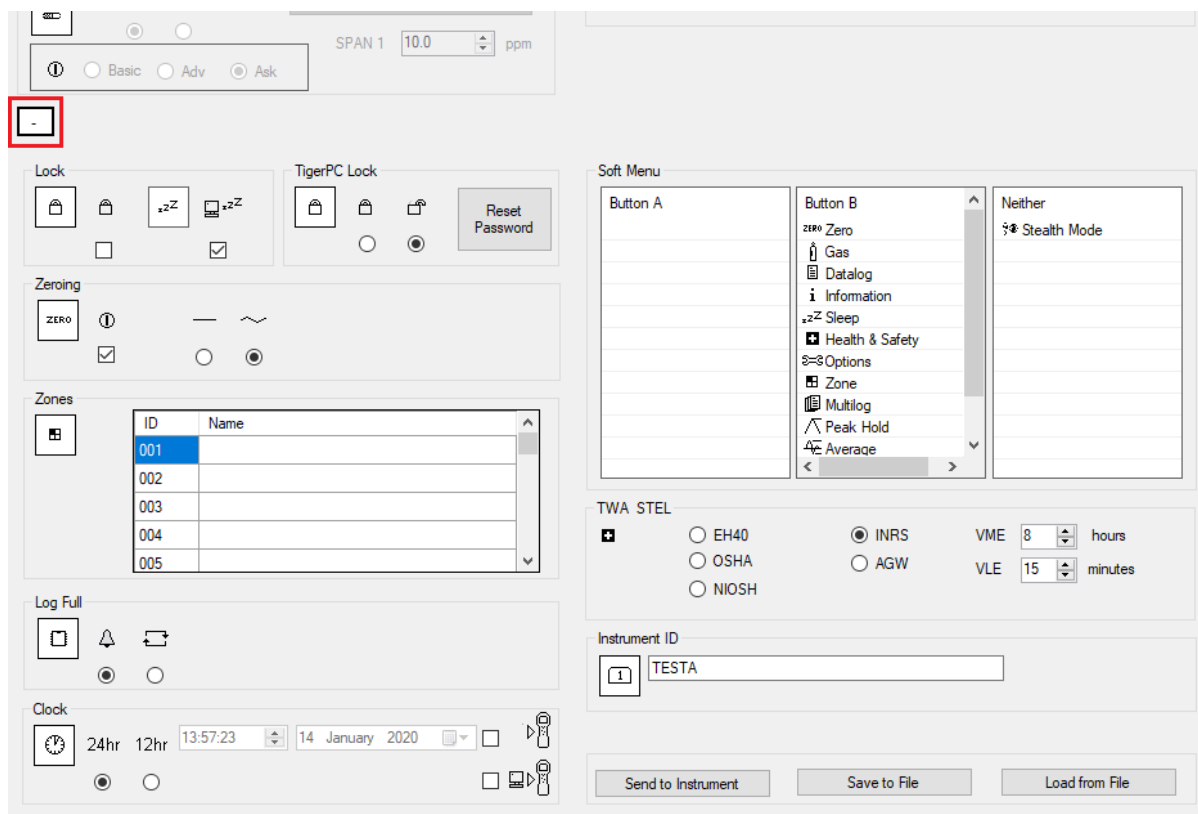 SPAN 1 10.0 ppm
Basic Adv Ask
-
Lock
zzZ zzZ
TigerPC Lock
Reset
Password
Zeroing
ZERO
Zones
ID Name
001
002
003
004
005
Log Full
Clock
24hr 12hr 13:57:23 14 January 2020
Soft Menu
Button A
Button B
ZERO Zero
Gas
Datalog
i Information
zzZ Sleep
Health & Safety
Options
Zone
Multilog
Peak Hold
Average
Neither
Stealth Mode
TWA STEL
EH40
OSHA
NIOSH
INRS
AGW
VME 8 hours
VLE 15 minutes
Instrument ID
1 TESTA
Send to Instrument Save to File Load from File